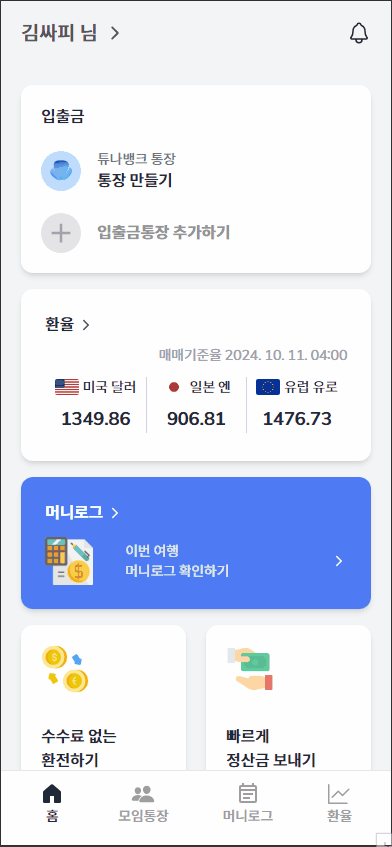 김싸피 님
입출금
튜나뱅크 통장
통장 만들기
입출금통장 추가하기
환율
매매기준율 2024. 10. 11. 04:00
미국 달러 일본 엔 유럽 유로
1349.86 906.81 1476.73
머니로그
이번 여행
머니로그 확인하기
수수료 없는
환전하기
빠르게
정산금 보내기
홈 모임통장 머니로그 환율